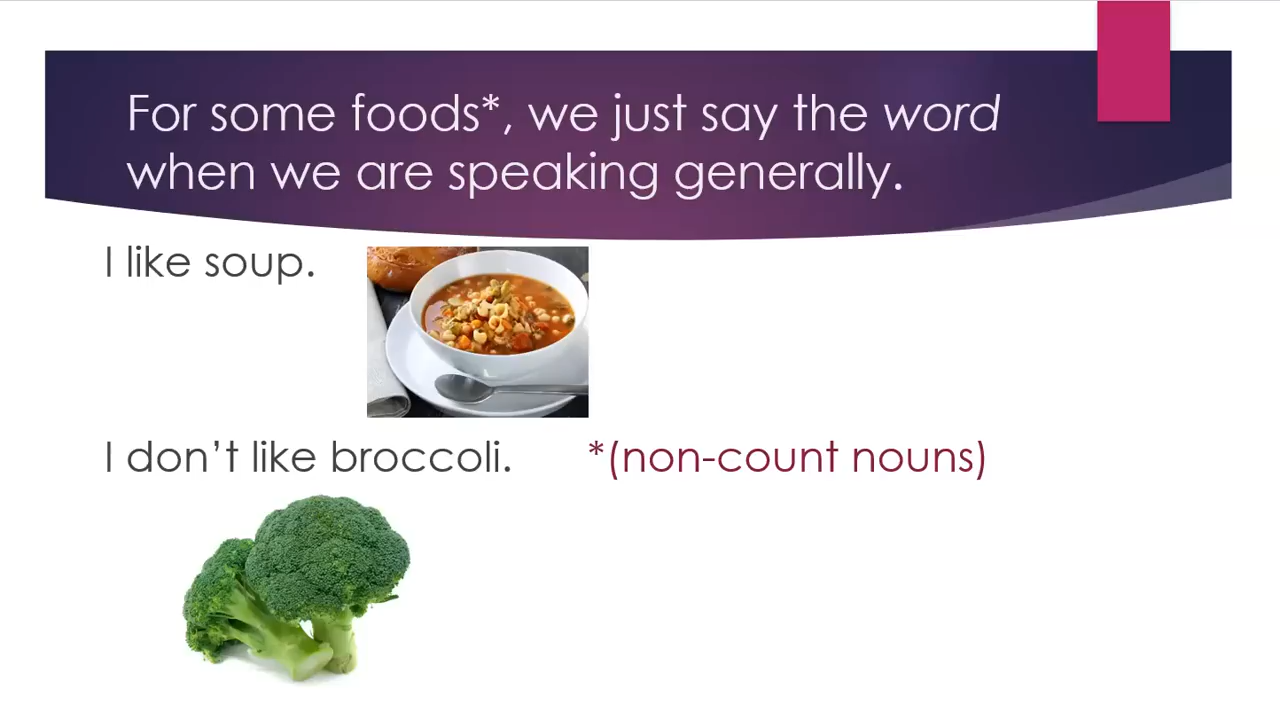 For some foods*, we just say the word
when we are speaking generally.
I like soup.
I don’t like broccoli.
*(non-count nouns)